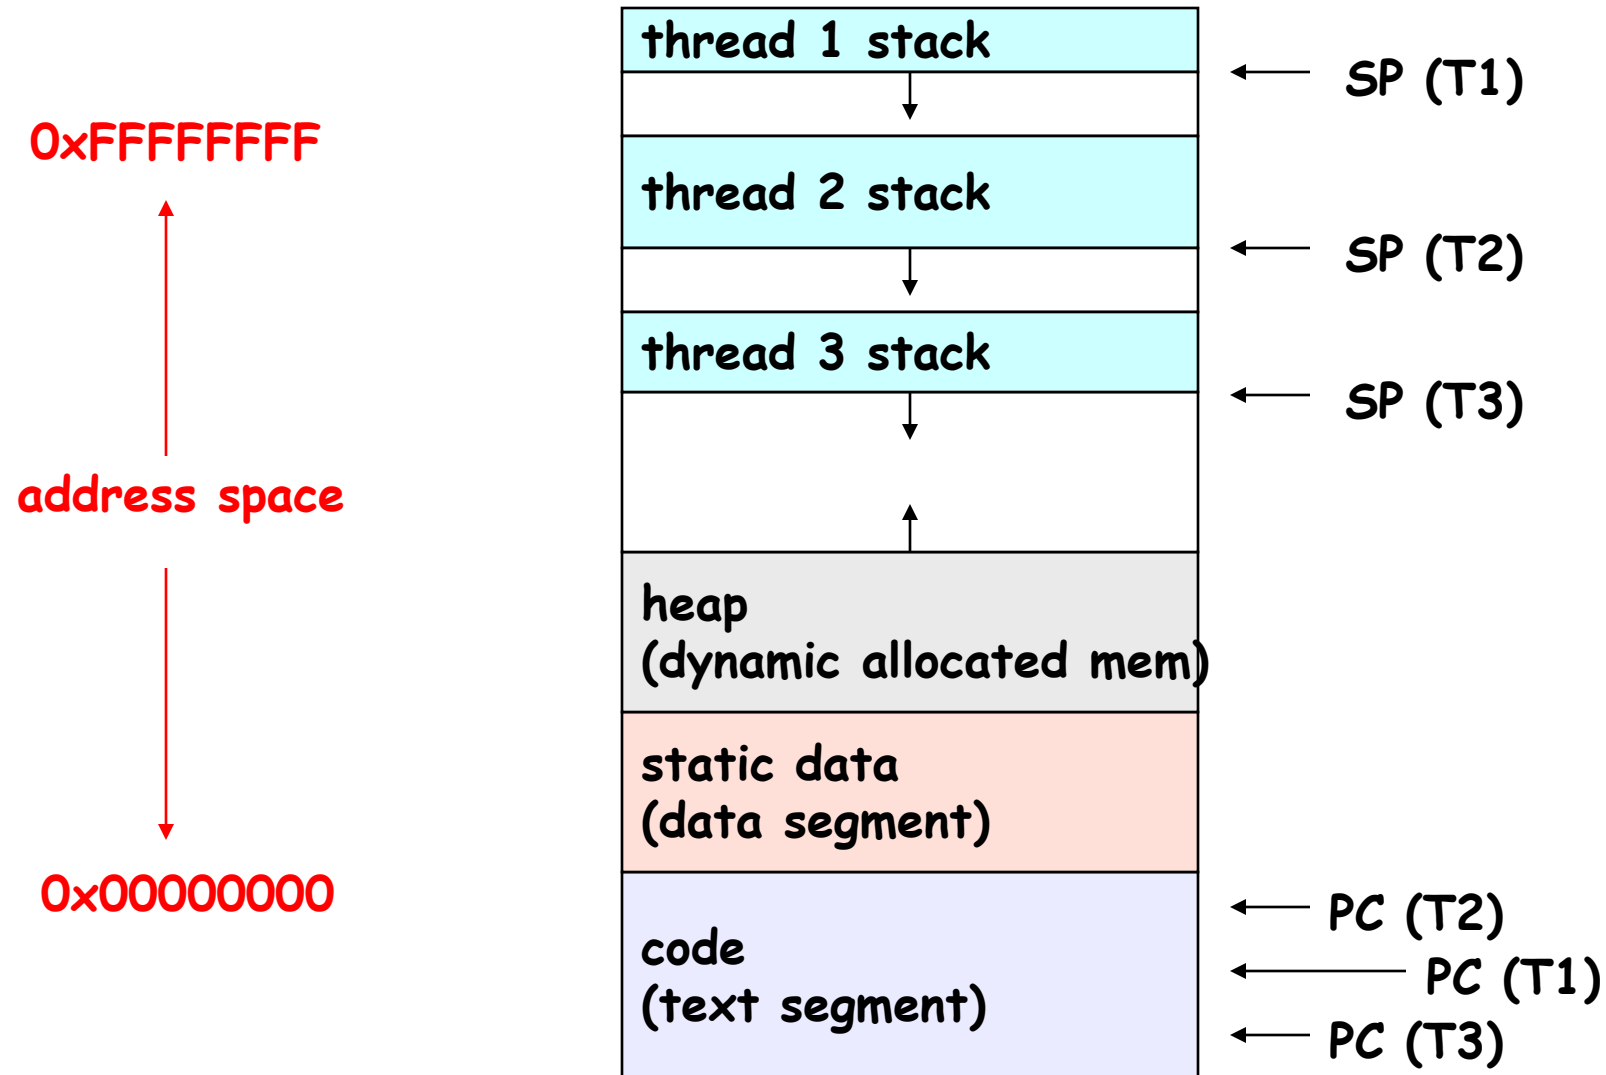 thread 1 stack
SP (T1)
0xFFFFFFFF
thread 2 stack
SP (T2)
thread 3 stack
SP (T3)
address space
heap
(dynamic allocated mem)
static data
(data segment)
0x00000000
code
(text segment)
PC (T2)
PC (T1)
PC (T3)